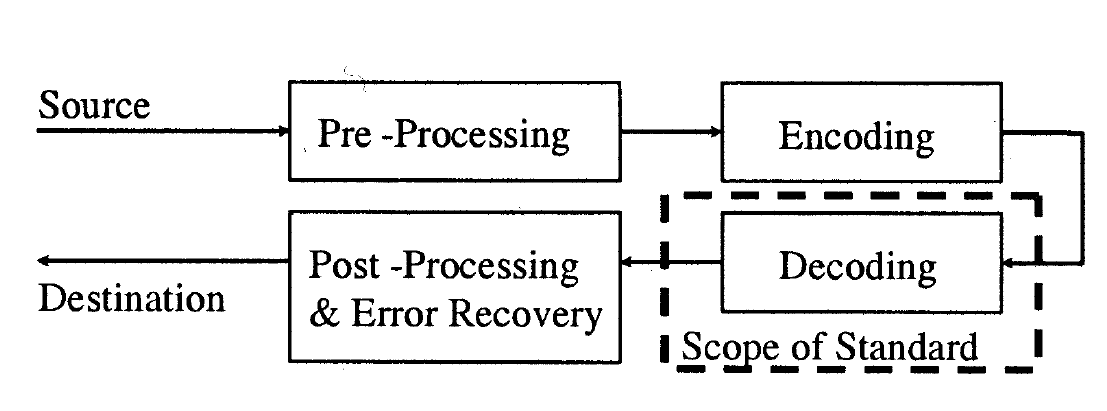 Source
Pre -Processing
Encoding
Decoding
Post -Processing
& Error Recovery
Destination
Scope of Standard